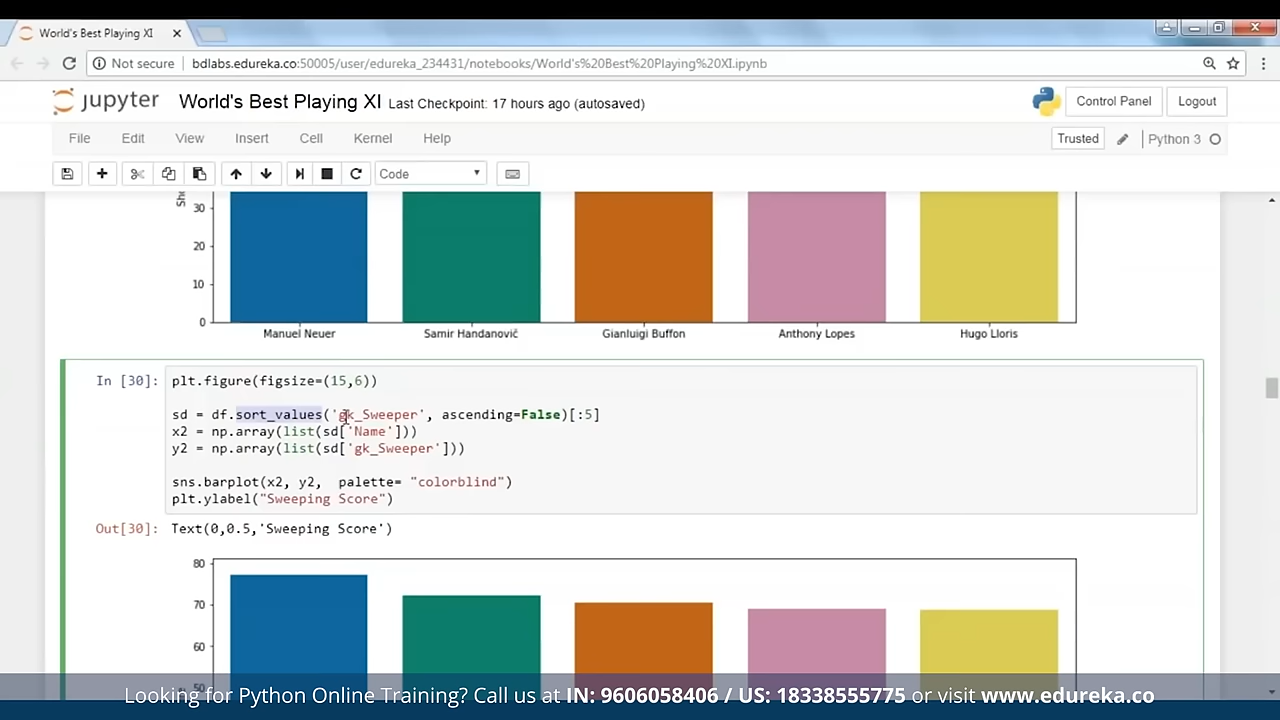 World's Best Playing XI
Not secure | bdlabs.edureka.co:50005/user/edureka_234431/notebooks/World's%20Best%20Playing%20XI.ipynb
jupyter World's Best Playing XI Last Checkpoint: 17 hours ago (autosaved) Control Panel Logout
File Edit View Insert Cell Kernel Help Trusted Python 3
Code
30
20
10
0
Manuel Neuer Samir Handanovič Gianluigi Buffon Anthony Lopes Hugo Lloris
In [30]: plt.figure(figsize=(15,6))
sd = df.sort_values('gk_Sweeper', ascending=False)[:5]
x2 = np.array(list(sd['Name']))
y2 = np.array(list(sd['gk_Sweeper']))
sns.barplot(x2, y2,  palette= "colorblind")
plt.ylabel("Sweeping Score")
Out[30]: Text(0,0.5,'Sweeping Score')
80
70
60
50
Looking for Python Online Training? Call us at IN: 9606058406 / US: 18338555775 or visit www.edureka.co